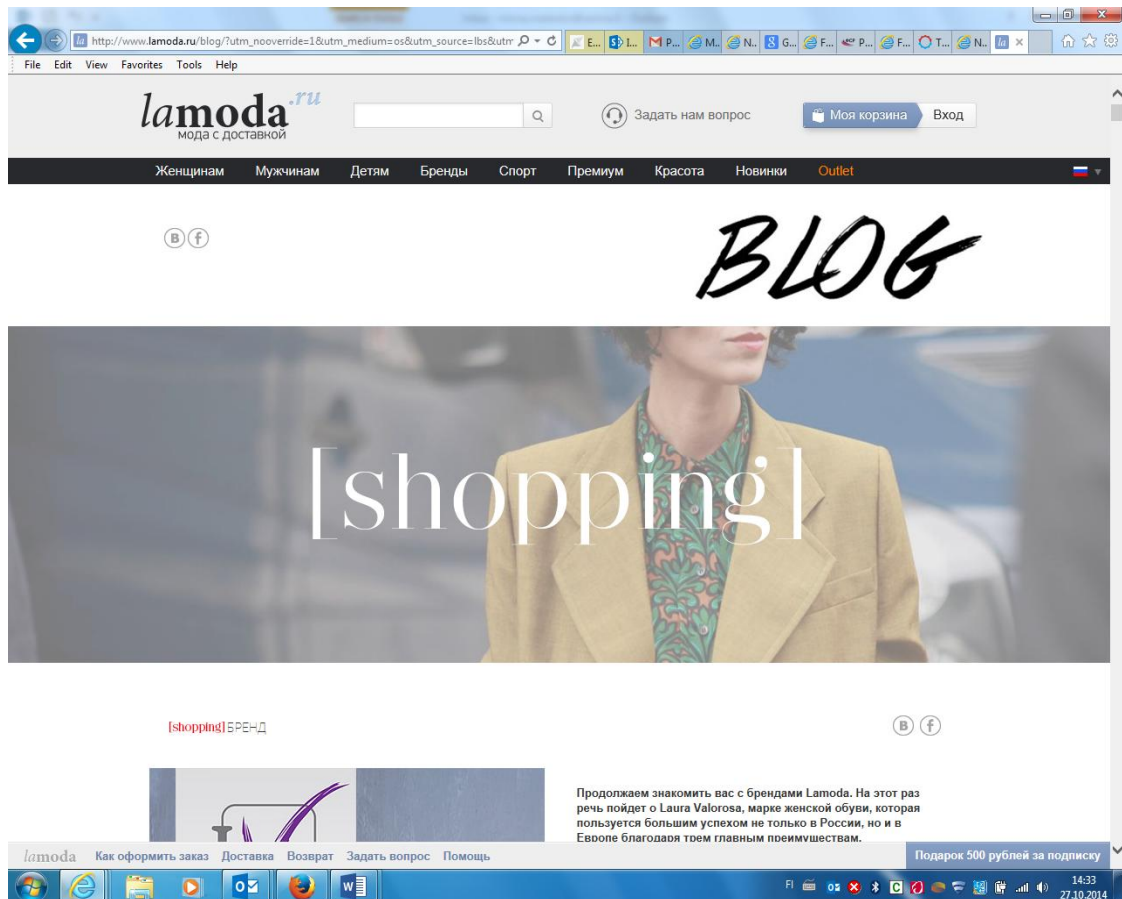 http://www.lamoda.ru/blog/?utm_nooverride=1&utm_medium=os&utm_source=lbs&utm
E... I... P... M.. N.. G... F... P... F... T... N..
File Edit View Favorites Tools Help
lamoda.ru
мода с доставкой
Задать нам вопрос
Моя корзина
Вход
Женщинам Мужчинам Детям Бренды Спорт Премиум Красота Новинки Outlet
B f
BLOG
[shopping]
[shopping] БРЕНД
B f
Продолжаем знакомить вас с брендами Lamoda. На этот раз
речь пойдет о Laura Valorosa, марке женской обуви, которая
пользуется большим успехом не только в России, но и в
Европе благодаря трем главным преимуществам.
lamoda Как оформить заказ Доставка Возврат Задать вопрос Помощь
Подарок 500 рублей за подписку
FI
14:33
27.10.2014